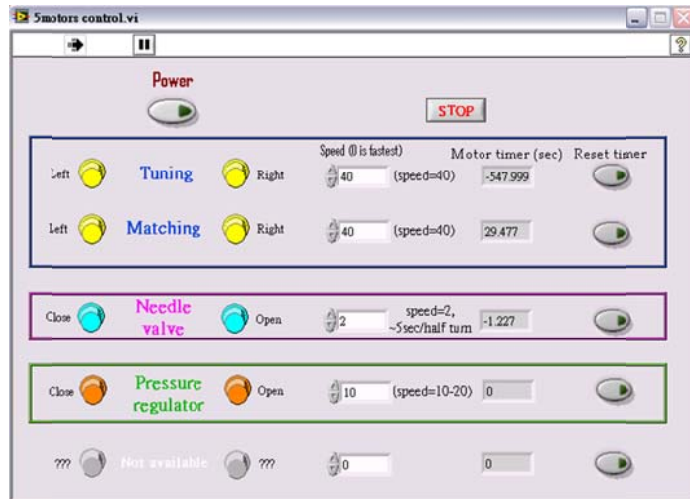 5motors control.vi
?
Power
STOP
Speed (0 is fastest) Motor timer (sec) Reset timer
Left Tuning Right 40 (speed=40) -547.999
Left Matching Right 40 (speed=40) 29.477
Close Needle valve Open 2 speed=2, ~5sec/half turn -1.227
Close Pressure regulator Open 10 (speed=10-20) 0
??? Not available ??? 0 0